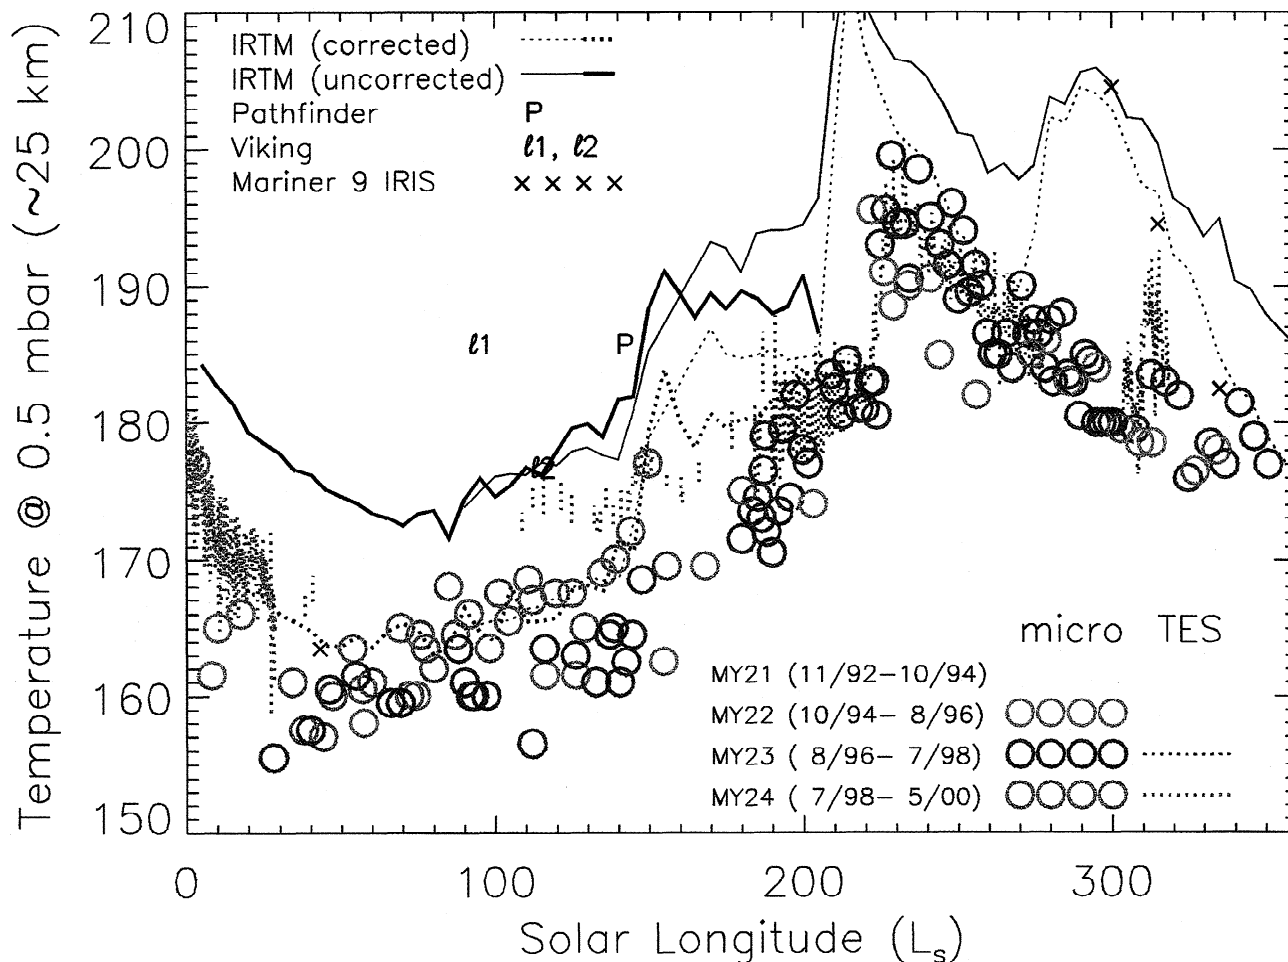 210
200
190
180
170
160
150
Temperature @ 0.5 mbar (~25 km)
IRTM (corrected)
IRTM (uncorrected)
Pathfinder P
Viking ℓ1, ℓ2
Mariner 9 IRIS × × × ×
ℓ1
P
ℓ2
micro TES
MY21 (11/92−10/94)
MY22 (10/94− 8/96)
MY23 ( 8/96− 7/98)
MY24 ( 7/98− 5/00)
0 100 200 300
Solar Longitude (Ls)